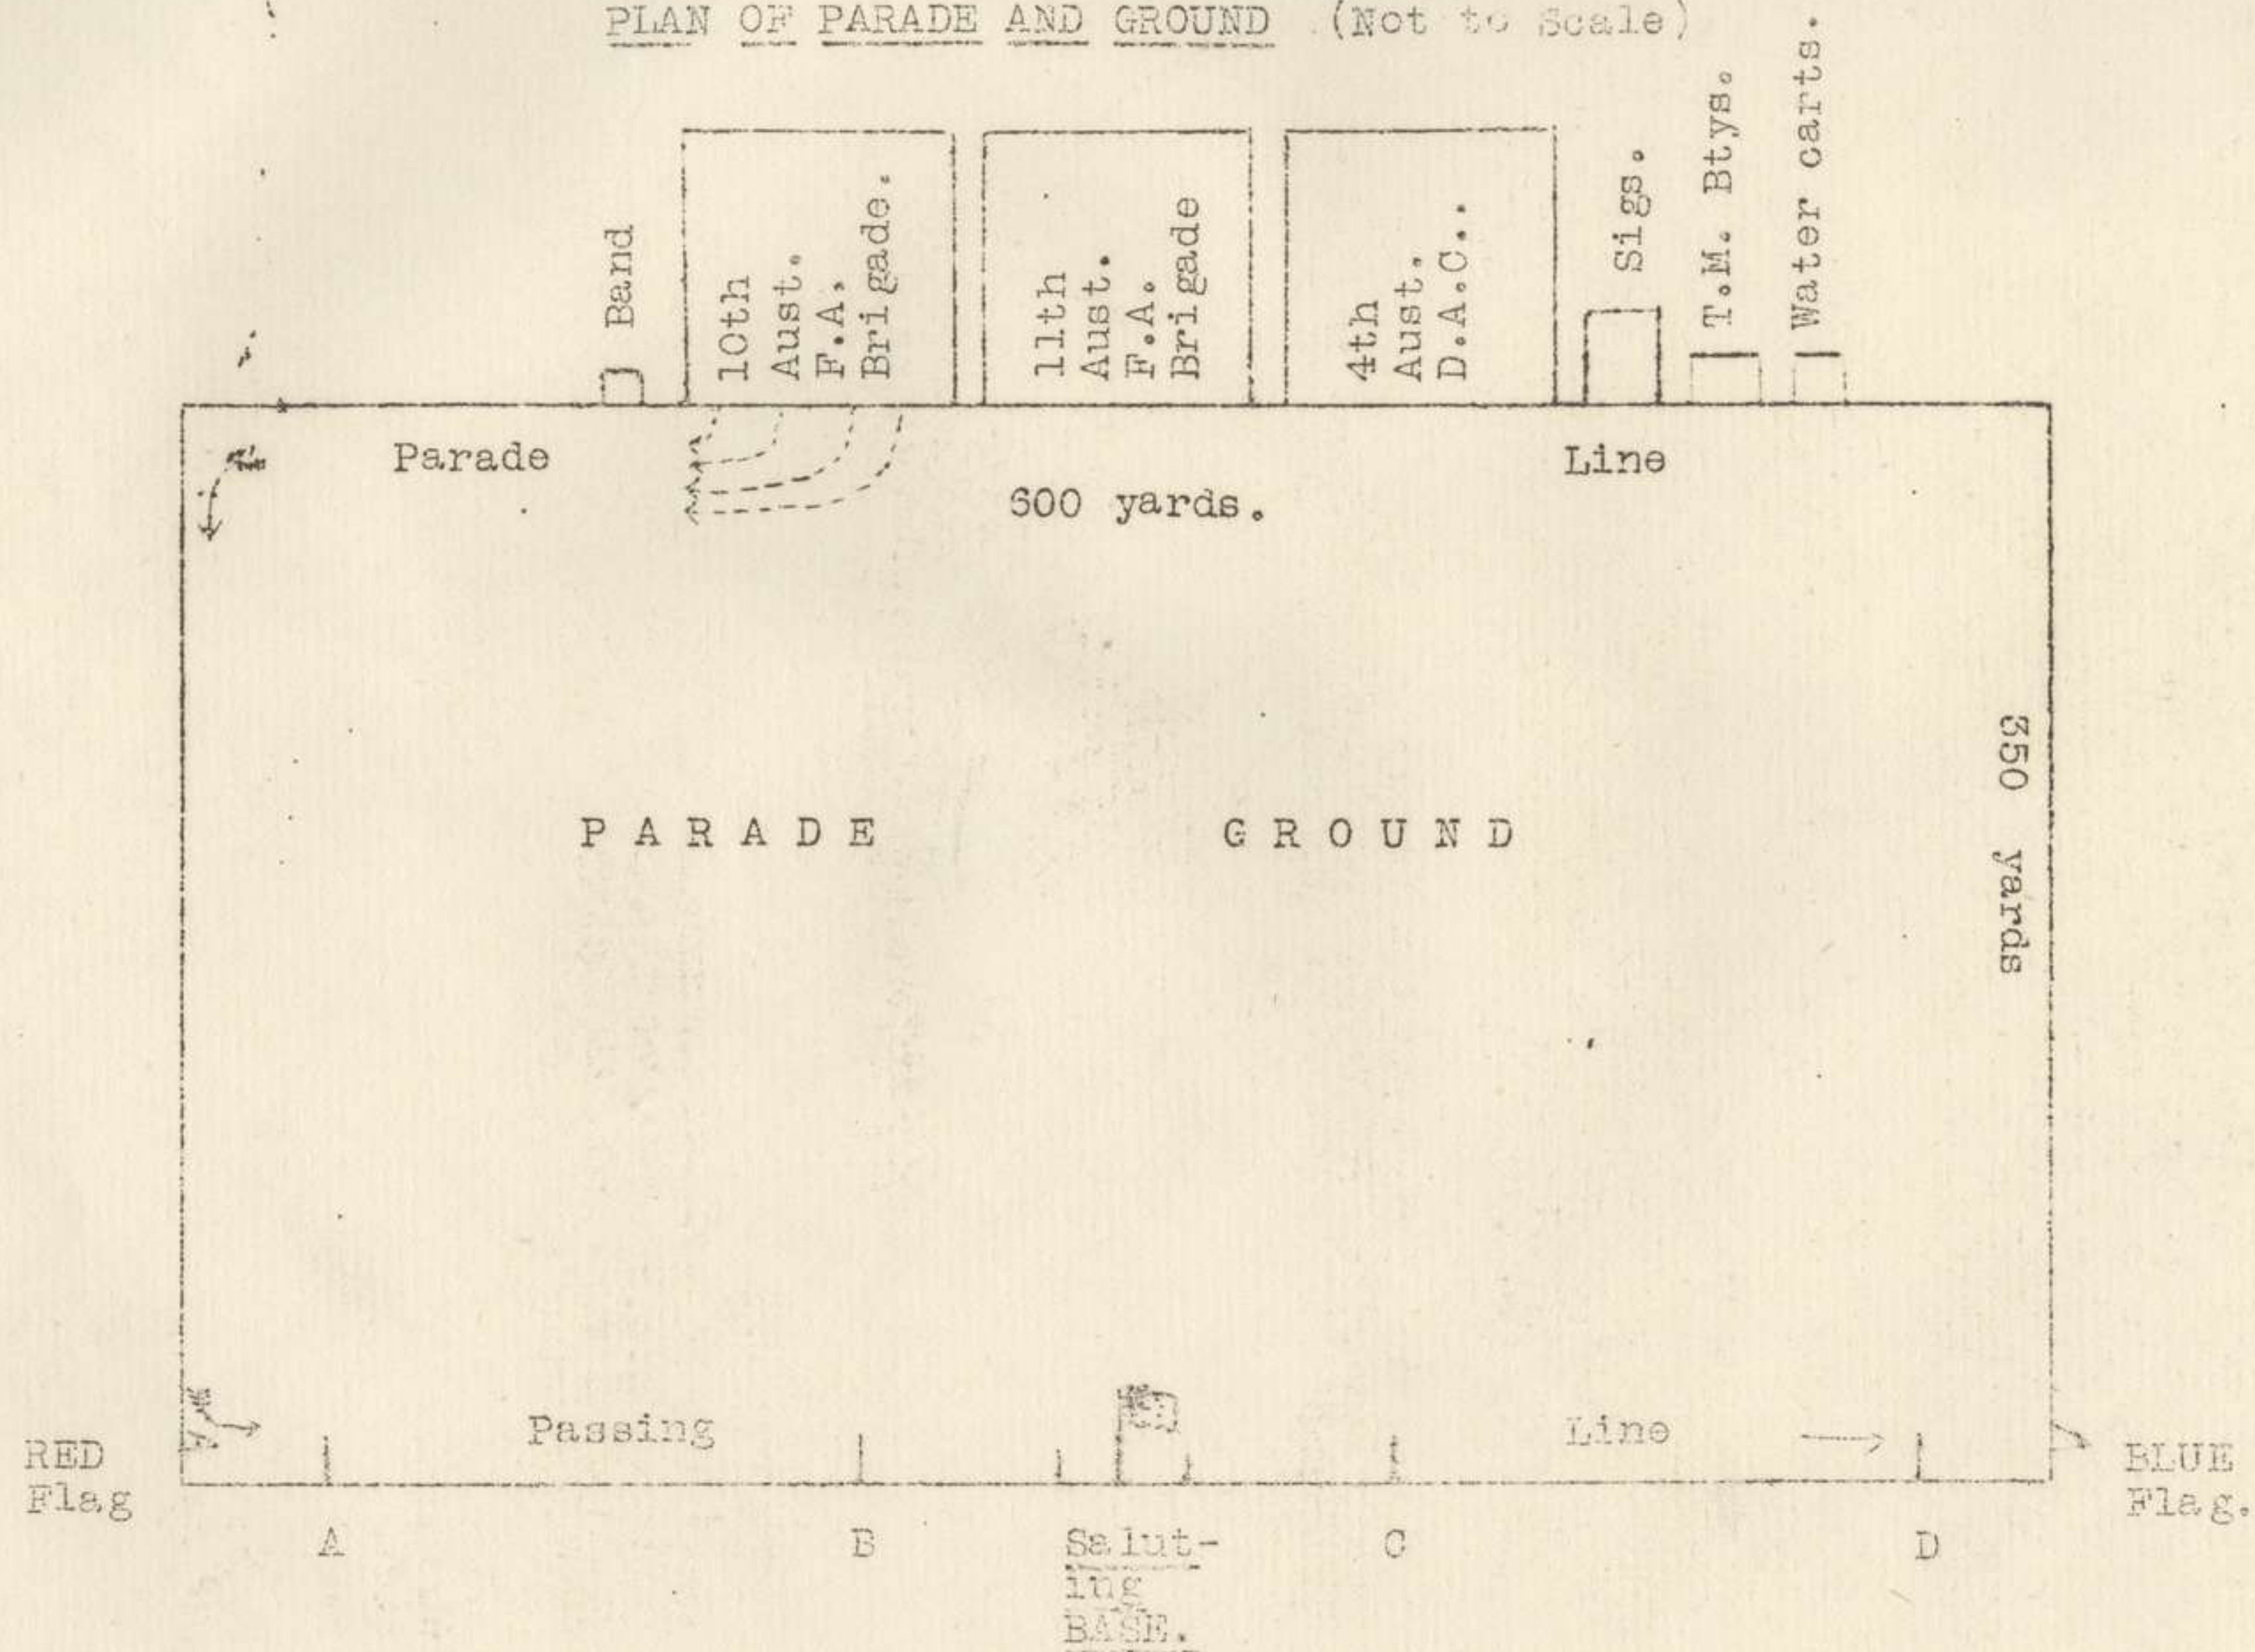 PLAN OF PARADE AND GROUND (Not to Scale)
Band
10th
Aust.
F.A.
Brigade.
11th
Aust.
F.A.
Brigade
4th
Aust.
D.A.C..
Sigs.
T.M. Btys.
Water carts.
Parade
Line
600 yards.
350 yards
PARADE GROUND
Passing
Line
RED
Flag
BLUE
Flag.
A
B
Salut-
ing
BASE.
C
D